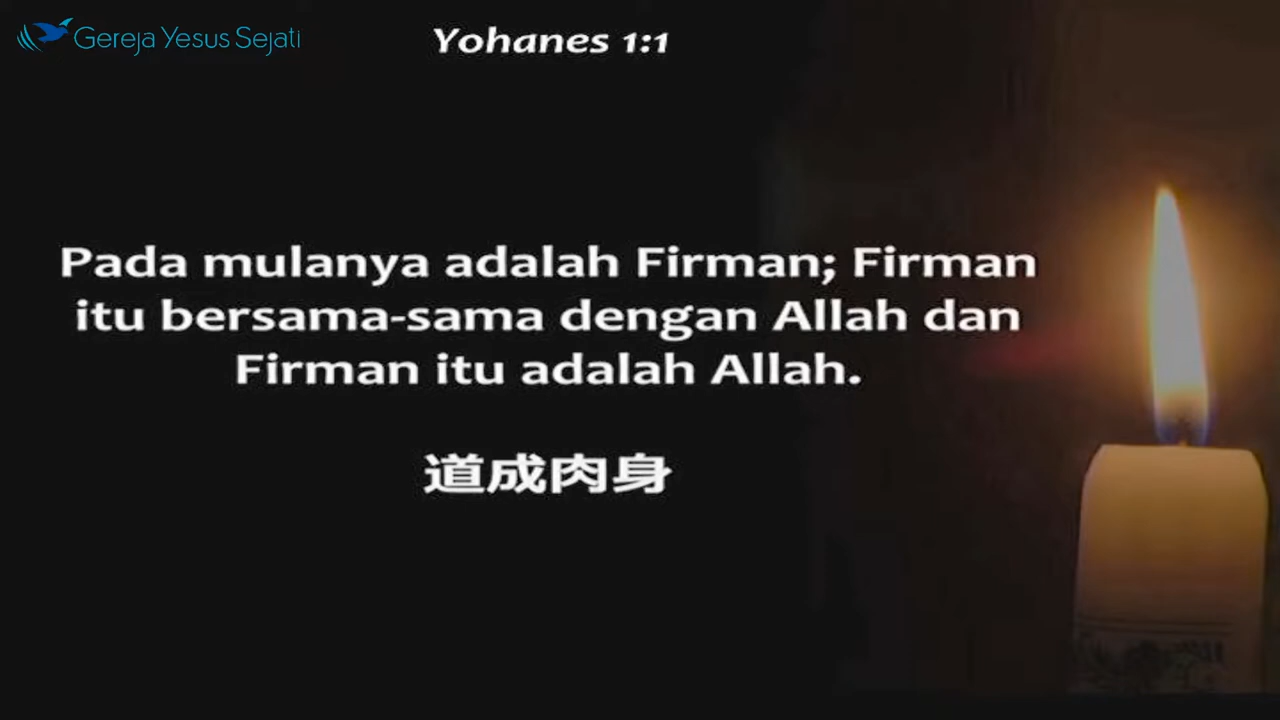 Gereja Yesus Sejati
Yohanes 1:1
Pada mulanya adalah Firman; Firman
itu bersama-sama dengan Allah dan
Firman itu adalah Allah.
道成肉身